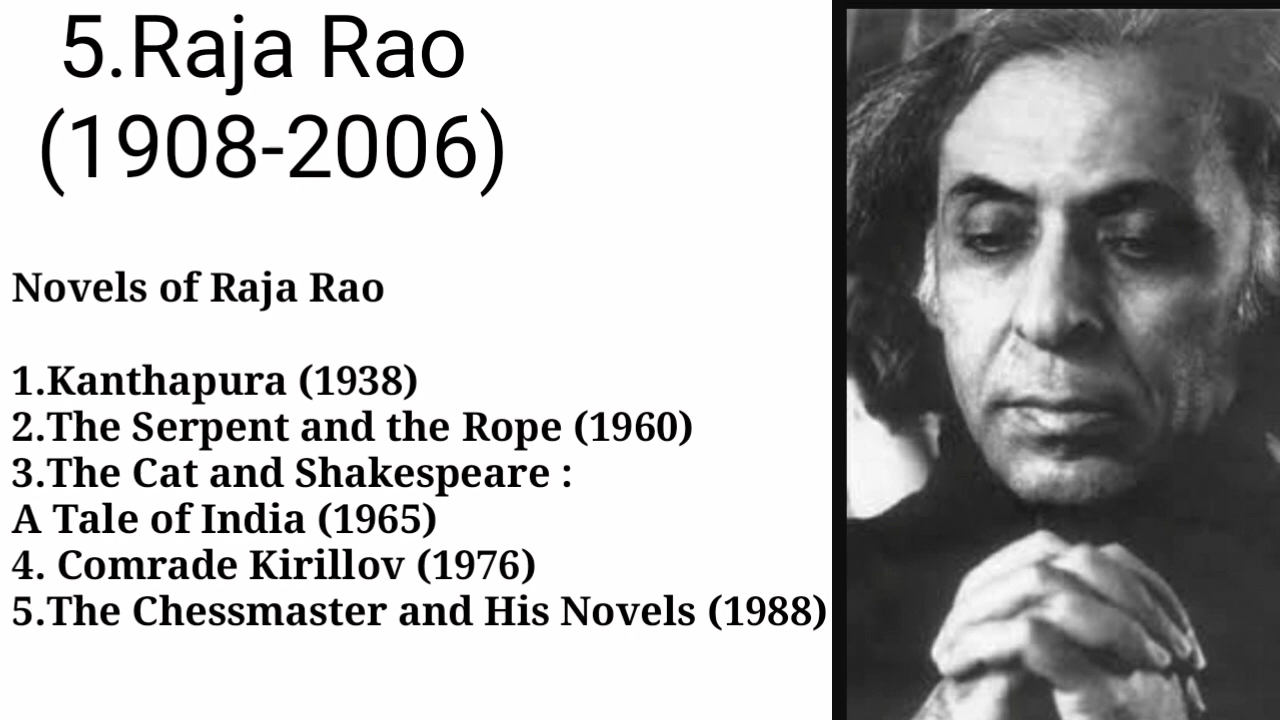 5.Raja Rao
(1908-2006)
Novels of Raja Rao
1.Kanthapura (1938)
2.The Serpent and the Rope (1960)
3.The Cat and Shakespeare :
A Tale of India (1965)
4. Comrade Kirillov (1976)
5.The Chessmaster and His Novels (1988)